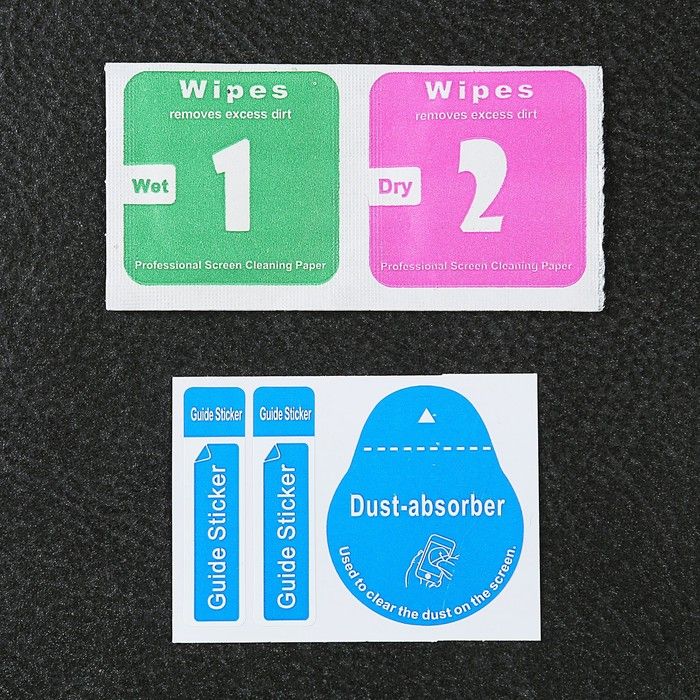 Wipes
removes excess dirt
Wet
1
Professional Screen Cleaning Paper
Wipes
removes excess dirt
Dry
2
Professional Screen Cleaning Paper
Guide Sticker
Guide Sticker
Guide Sticker
Guide Sticker
Dust-absorber
Used to clear the dust on the screen.